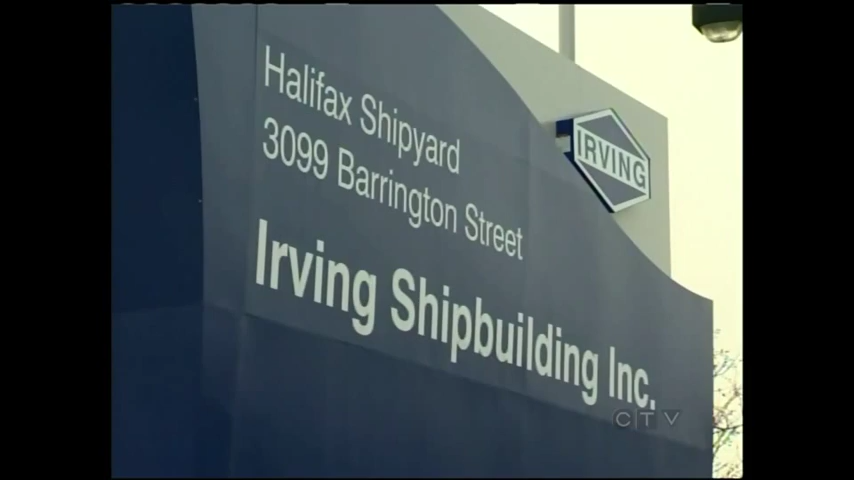 Halifax Shipyard
3099 Barrington Street
IRVING
Irving Shipbuilding Inc.
CTV